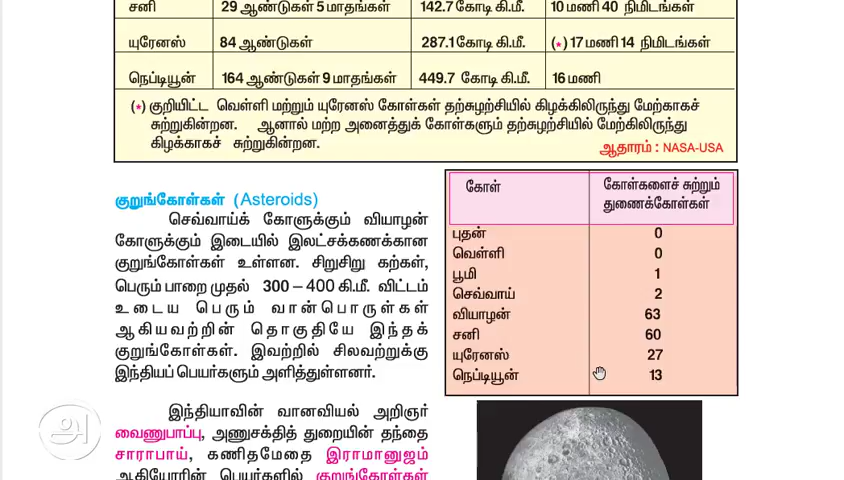 சனி 29 ஆண்டுகள் 5 மாதங்கள் 142.7 கோடி கி.மீ. 10 மணி 40 நிமிடங்கள்
யுரேனஸ் 84 ஆண்டுகள் 287.1 கோடி கி.மீ. (*) 17 மணி 14 நிமிடங்கள்
நெப்டியூன் 164 ஆண்டுகள் 9 மாதங்கள் 449.7 கோடி கி.மீ. 16 மணி
(*) குறியிட்ட வெள்ளி மற்றும் யுரேனஸ் கோள்கள் தற்சுழற்சியில் கிழக்கிலிருந்து மேற்காகச்
சுற்றுகின்றன. ஆனால் மற்ற அனைத்துக் கோள்களும் தற்சுழற்சியில் மேற்கிலிருந்து
கிழக்காகச் சுற்றுகின்றன.
ஆதாரம் : NASA-USA
குறுங்கோள்கள் (Asteroids)
செவ்வாய்க் கோளுக்கும் வியாழன்
கோளுக்கும் இடையில் இலட்சக்கணக்கான
குறுங்கோள்கள் உள்ளன. சிறுசிறு கற்கள்,
பெரும் பாறை முதல் 300 – 400 கி.மீ. விட்டம்
உடைய பெரும் வான்பொருள்கள்
ஆகியவற்றின் தொகுதியே இந்தக்
குறுங்கோள்கள். இவற்றில் சிலவற்றுக்கு
இந்தியப் பெயர்களும் அளித்துள்ளனர்.
இந்தியாவின் வானவியல் அறிஞர்
வைணுபாப்பு, அணுசக்தித் துறையின் தந்தை
சாராபாய், கணிதமேதை இராமானுஜம்
ஆகியோரின் பெயர்களில் குறுங்கோள்கள்
கோள் கோள்களைச் சுற்றும்
துணைக்கோள்கள்
புதன் 0
வெள்ளி 0
பூமி 1
செவ்வாய் 2
வியாழன் 63
சனி 60
யுரேனஸ் 27
நெப்டியூன் 13
அ